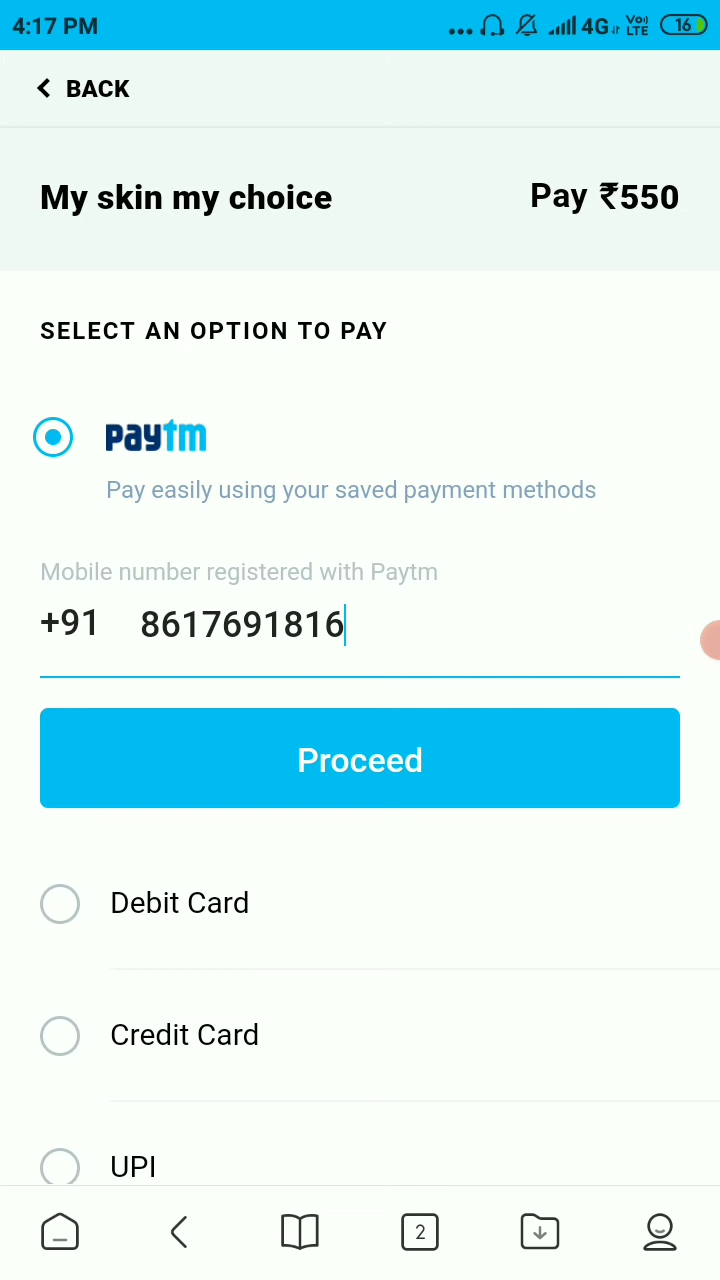 4:17 PM 4G Vo)) LTE 16
BACK
My skin my choice Pay ₹550
SELECT AN OPTION TO PAY
paytm
Pay easily using your saved payment methods
Mobile number registered with Paytm
+91 8617691816
Proceed
Debit Card
Credit Card
UPI
2